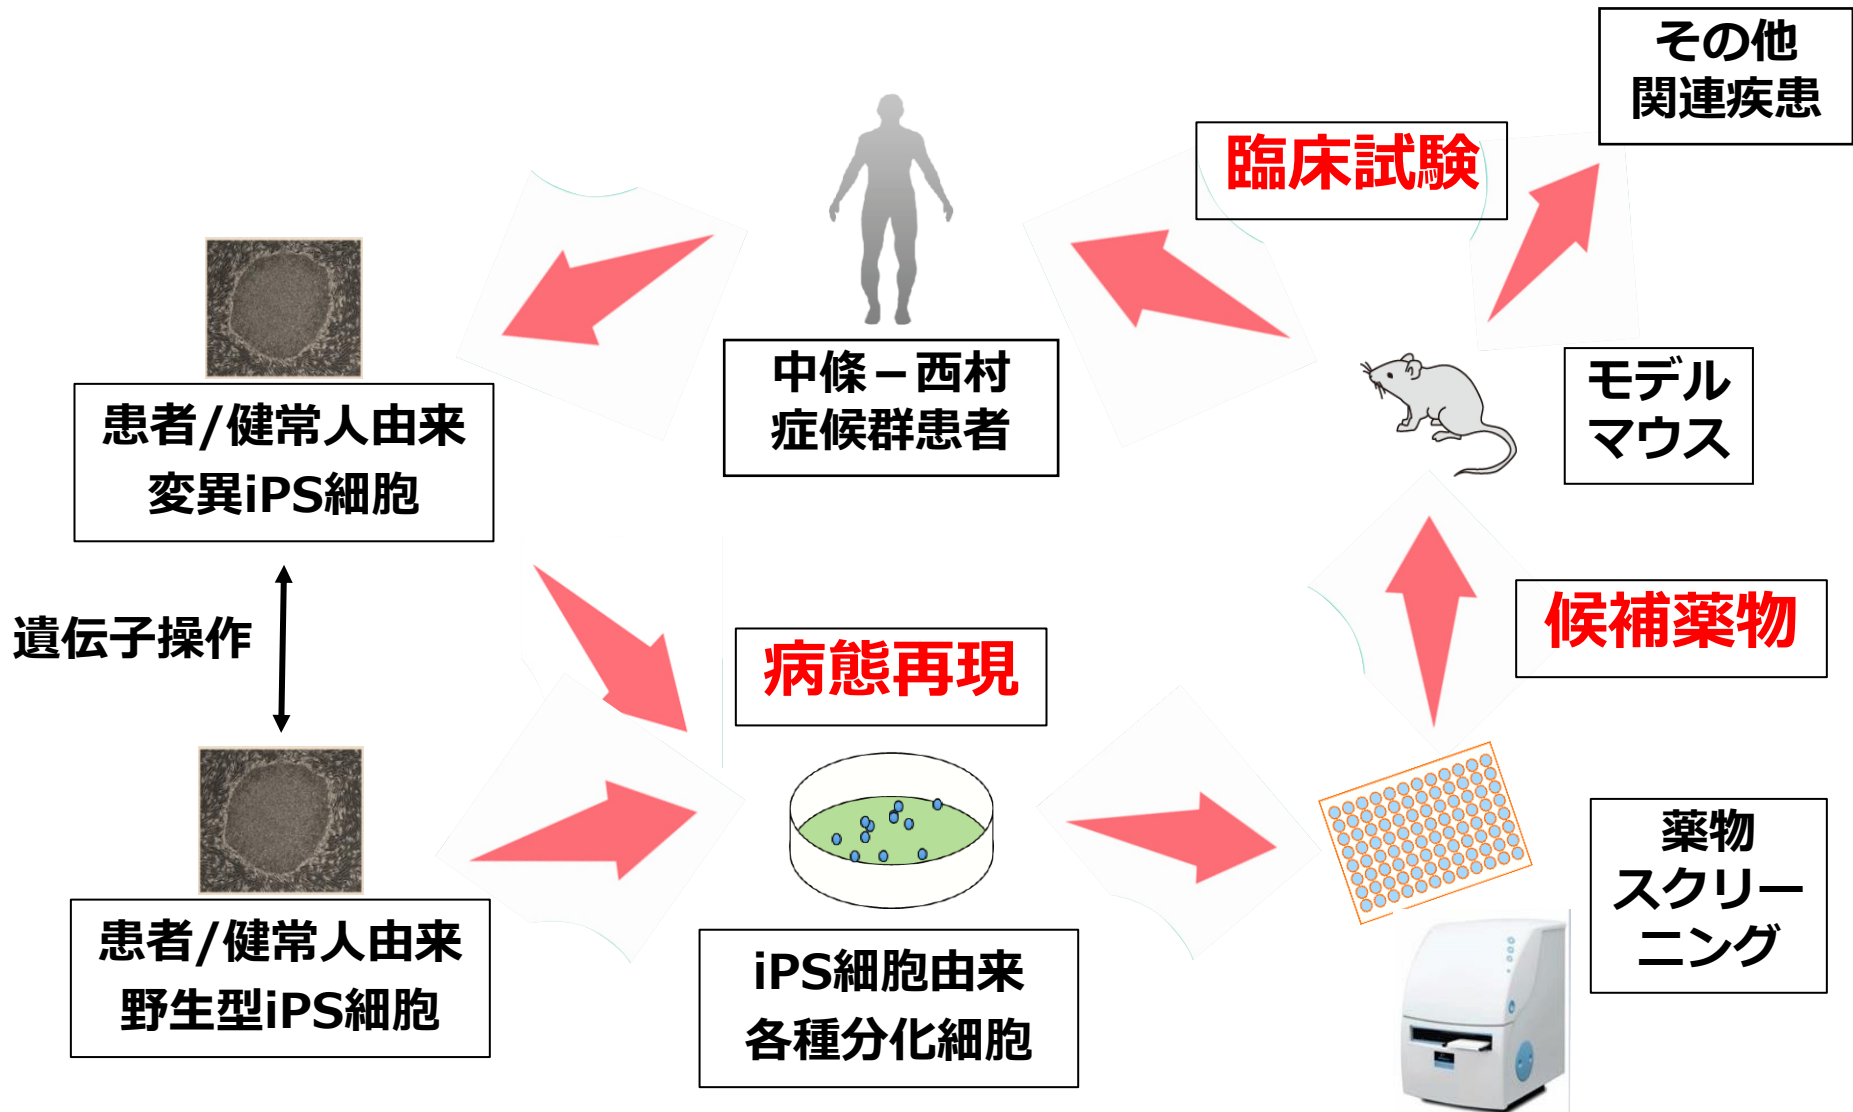 その他
関連疾患
臨床試験
中條－西村
症候群患者
モデル
マウス
患者/健常人由来
変異iPS細胞
遺伝子操作
病態再現
候補薬物
薬物
スクリー
ニング
患者/健常人由来
野生型iPS細胞
iPS細胞由来
各種分化細胞